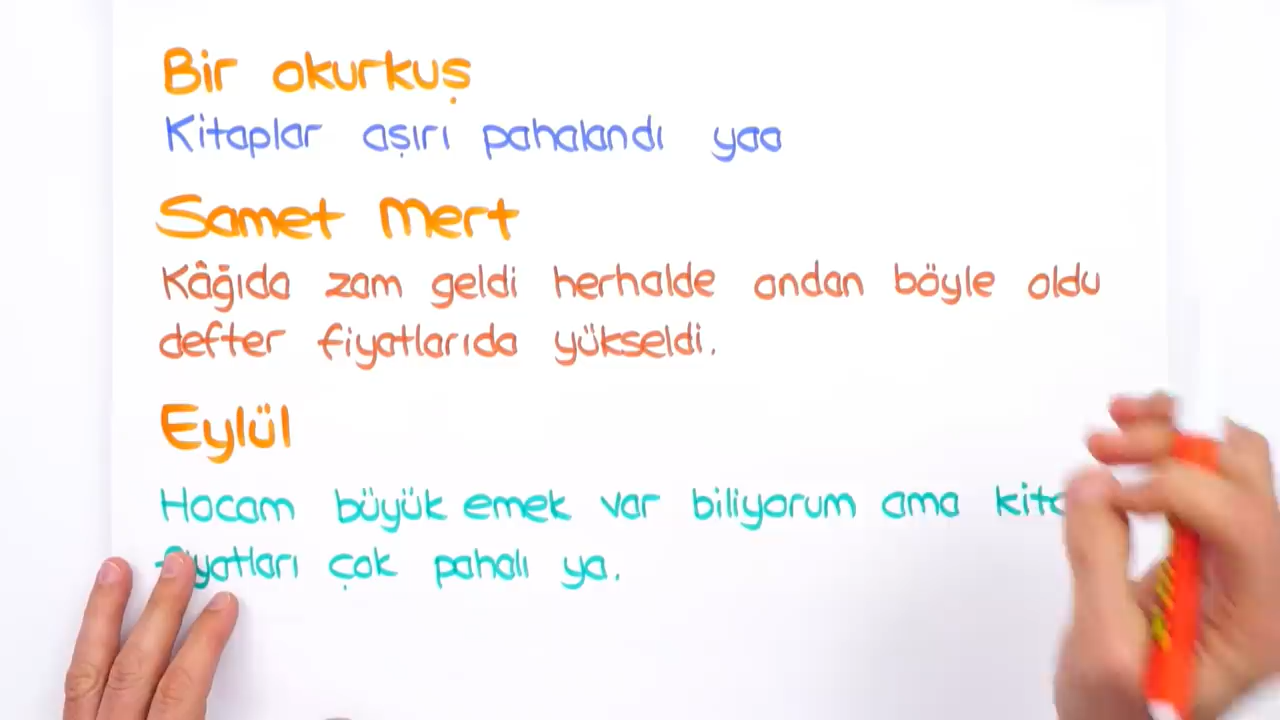 Bir okurkuş
Kitaplar aşırı pahalandı yaa
Samet Mert
Kâğıda zam geldi herhalde ondan böyle oldu
defter fiyatlarıda yükseldi.
Eylül
Hocam büyük emek var biliyorum ama
fiyatları çok pahalı ya.